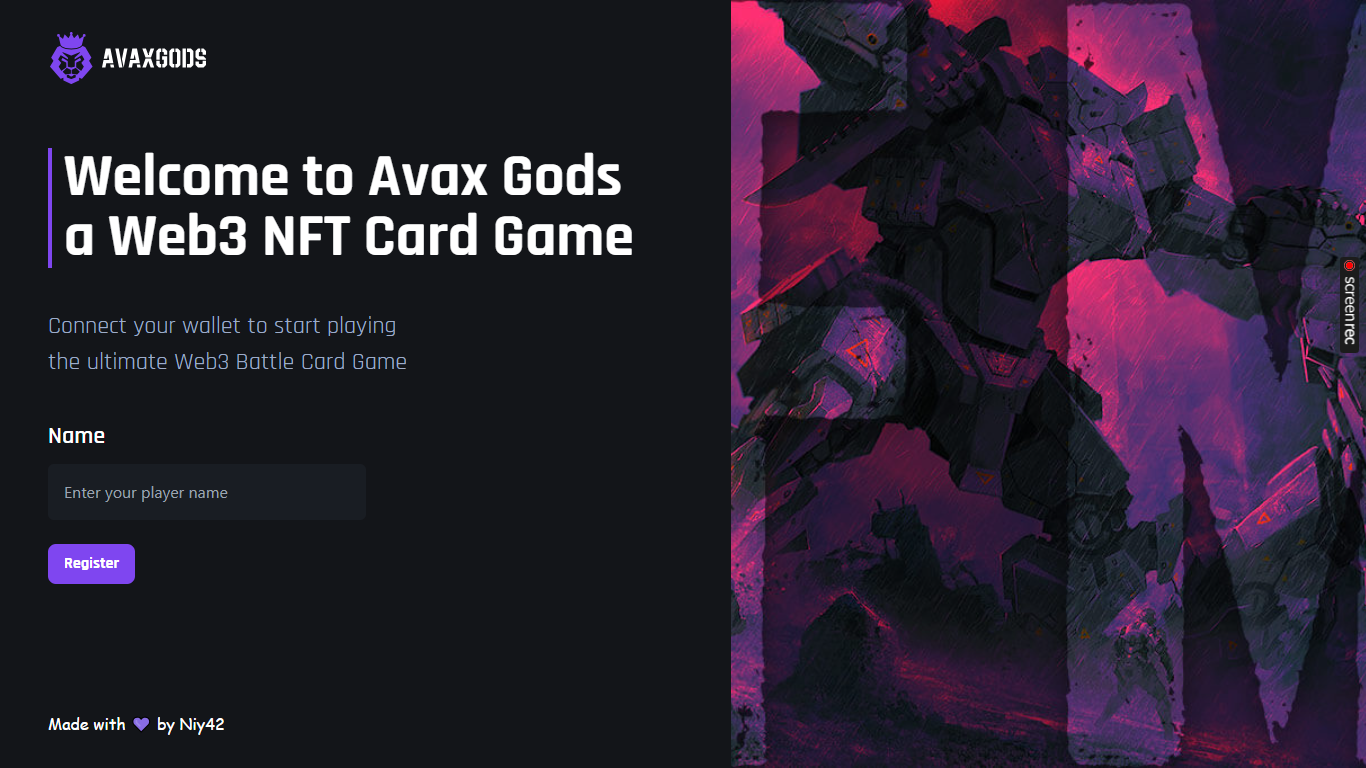 AVAXGODS
Welcome to Avax Gods
a Web3 NFT Card Game
Connect your wallet to start playing
the ultimate Web3 Battle Card Game
Name
Enter your player name
Register
Made with 💜 by Niy42
screenrec